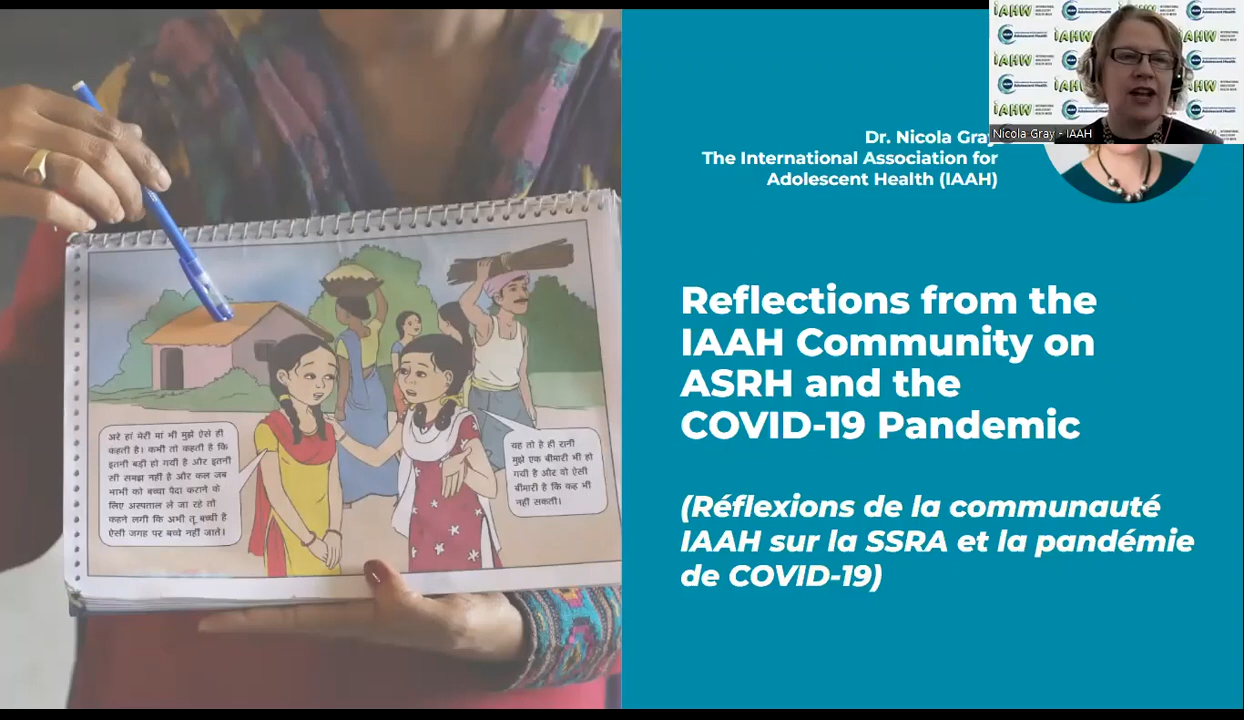 iAHW
Nicola Gray - IAAH
Dr. Nicola Gray
The International Association for
Adolescent Health (IAAH)
Reflections from the
IAAH Community on
ASRH and the
COVID-19 Pandemic
(Réflexions de la communauté
IAAH sur la SSRA et la pandémie
de COVID-19)
अरे हां मेरी मां भी मुझे ऐसे ही
कहती है। कभी तो कहती है कि
इतनी बड़ी हो गयी है और इतनी
सी समझ नहीं है और कल जब
भाभी को बच्चा पैदा कराने के
लिए अस्पताल ले जा रहे तो
कहने लगी कि अभी तू बच्ची है
ऐसी जगह पर बच्चे नहीं जाते।
यह तो है ही रानी
मुझे एक बीमारी भी हो
गयी है और वो ऐसी
बीमारी है कि कह भी
नहीं सकती।